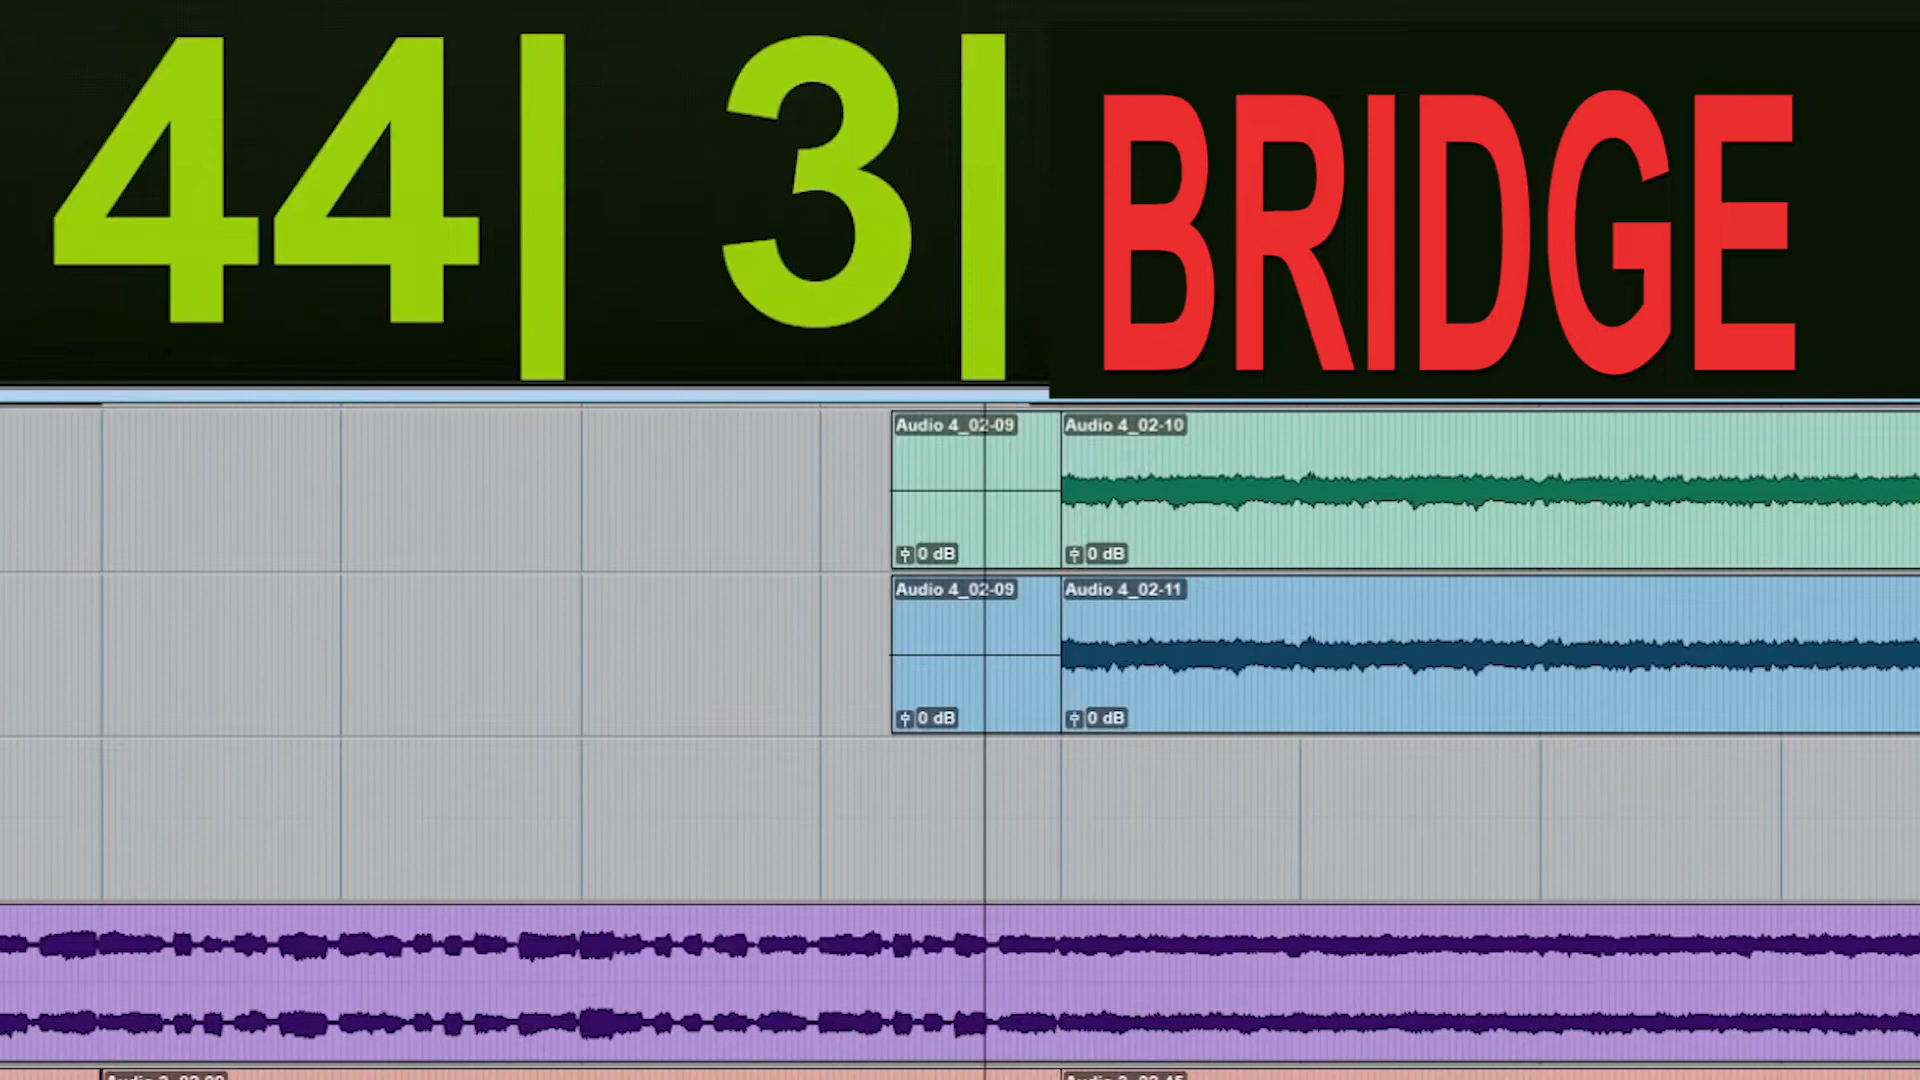 44| 3| BRIDGE
Audio 4_02-09 Audio 4_02-10
0 dB 0 dB
Audio 4_02-09 Audio 4_02-11
0 dB 0 dB